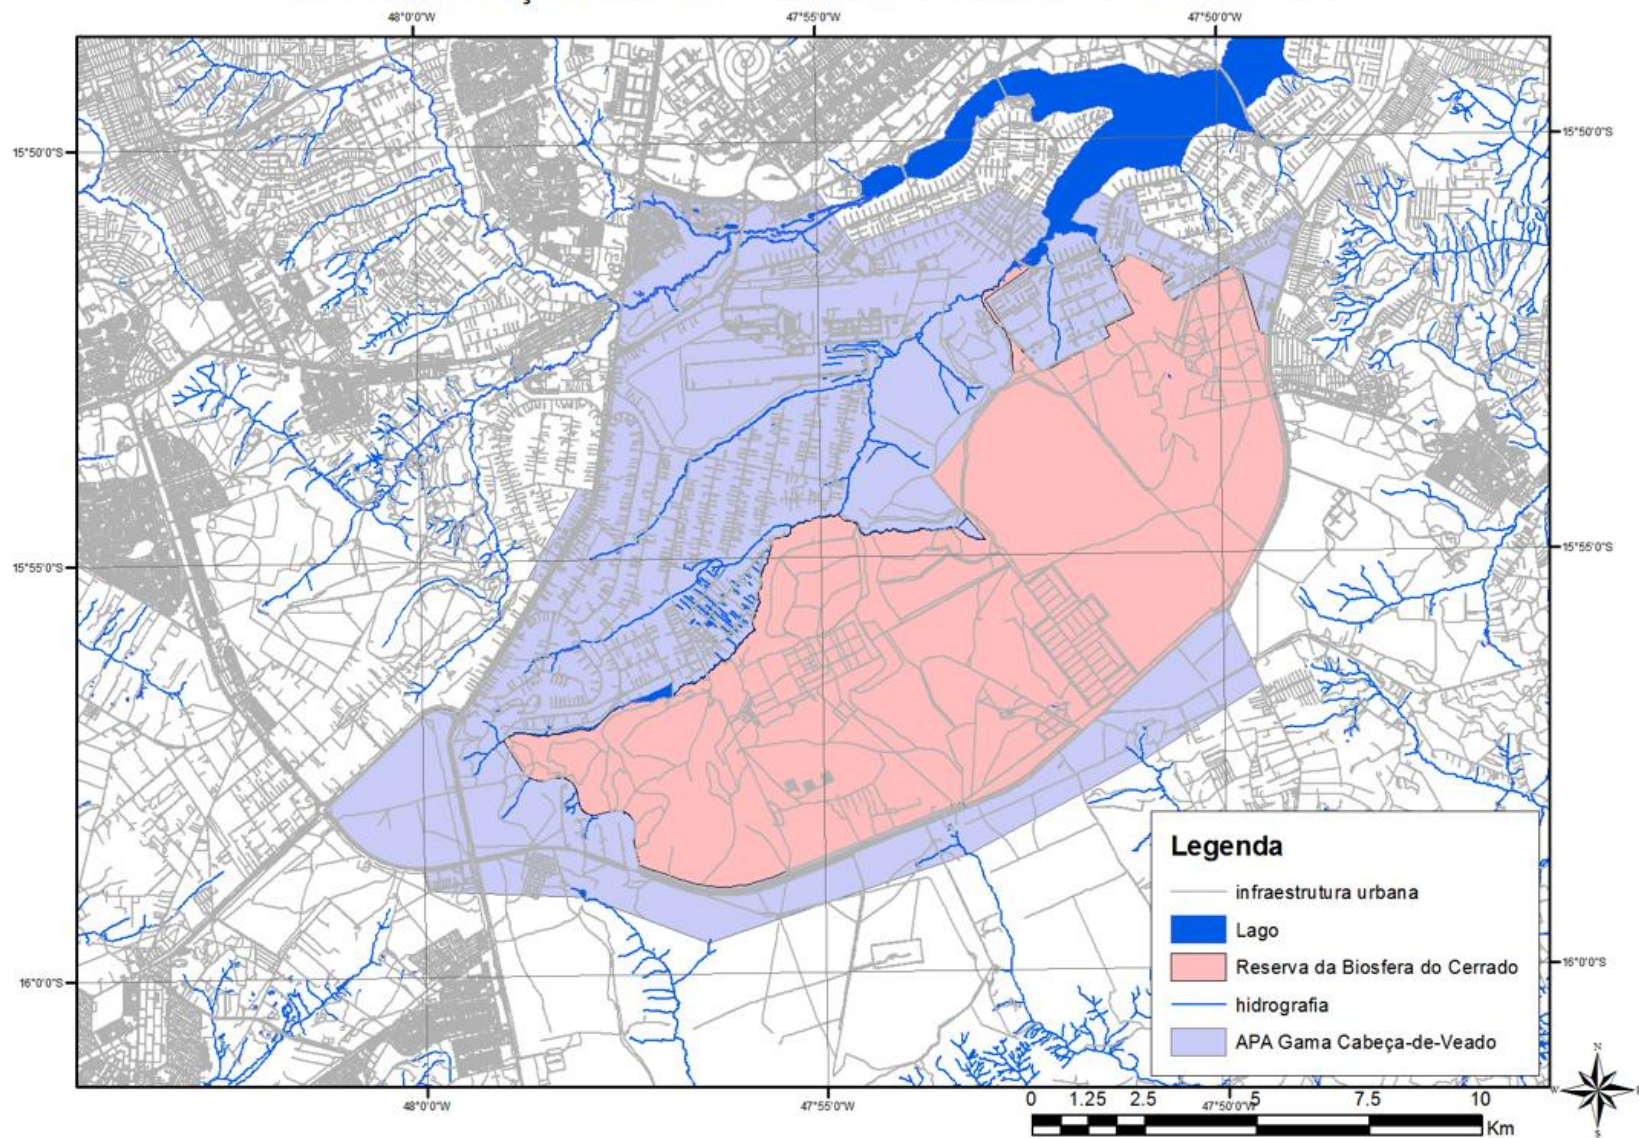 48°0'0"W 47°55'0"W 47°50'0"W
15°50'0"S 15°50'0"S
15°55'0"S 15°55'0"S
16°0'0"S 16°0'0"S
Legenda
infraestrutura urbana
Lago
Reserva da Biosfera do Cerrado
hidrografia
APA Gama Cabeça-de-Veado
N
W
S
0 1.25 2.5 5 7.5 10
Km
48°0'0"W 47°55'0"W 47°50'0"W